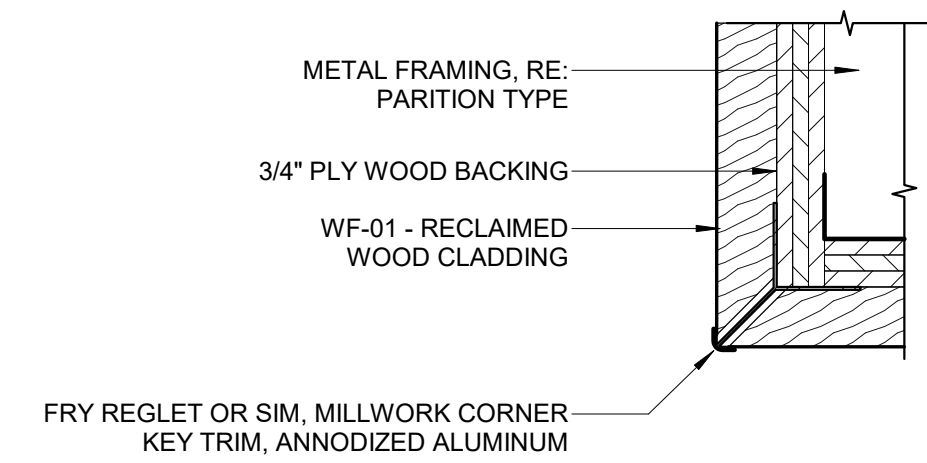 METAL FRAMING, RE:
PARITION TYPE
3/4" PLY WOOD BACKING
WF-01 - RECLAIMED
WOOD CLADDING
FRY REGLET OR SIM, MILLWORK CORNER
KEY TRIM, ANNODIZED ALUMINUM